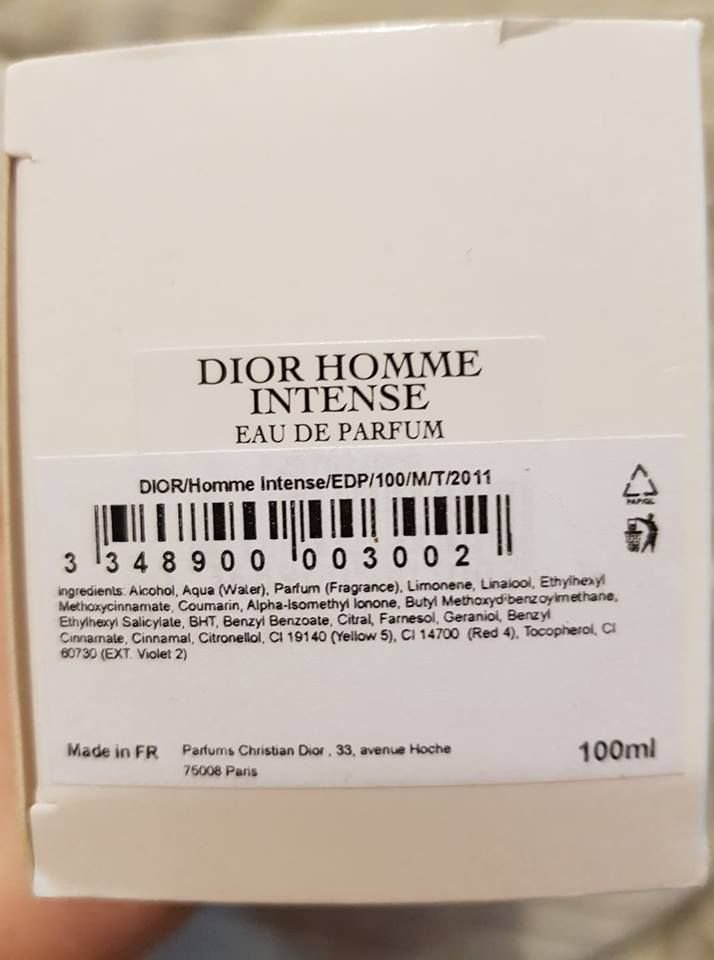 DIOR HOMME
INTENSE
EAU DE PARFUM
DIOR/Homme Intense/EDP/100/M/T/2011
PAP/GL
3 348900 003002
ingredients: Alcohol, Aqua (Water), Parfum (Fragrance), Limonene, Linalool, Ethylhexyl
Methoxycinnamate, Coumarin, Alpha-Isomethyl Ionone, Butyl Methoxydibenzoylmethane,
Ethylhexyl Salicylate, BHT, Benzyl Benzoate, Citral, Farnesol, Geraniol, Benzyl
Cinnamate, Cinnamal, Citronellol, CI 19140 (Yellow 5), CI 14700 (Red 4), Tocopherol, CI
60730 (EXT. Violet 2)
Made in FR Parfums Christian Dior , 33, avenue Hoche
75008 Paris
100ml